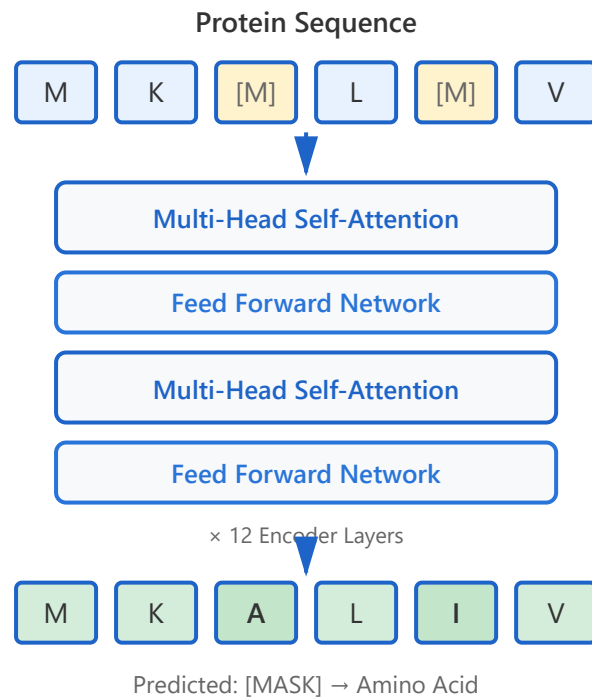 Protein Sequence
M K [M] L [M] V
Multi-Head Self-Attention
Feed Forward Network
Multi-Head Self-Attention
Feed Forward Network
× 12 Encoder Layers
M K A L I V
Predicted: [MASK] → Amino Acid